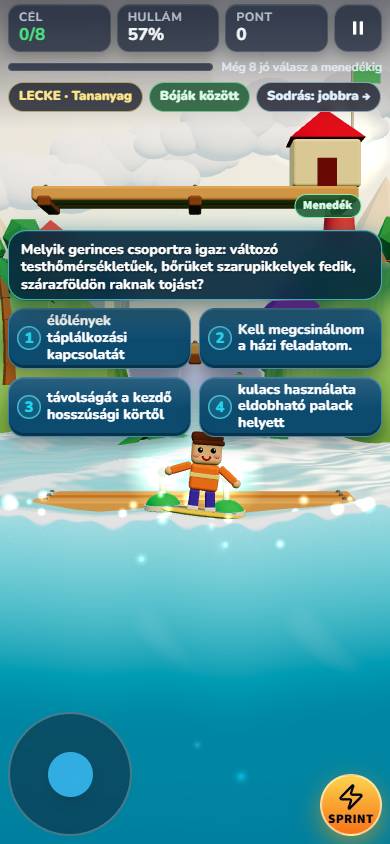 CÉL
0/8
HULLÁM
57%
PONT
0
Még 8 jó válasz a menedékig
LECKE · Tananyag
Bóják között
Sodrás: jobbra →
Menedék
Melyik gerinces csoportra igaz: változó
testhőmérsékletűek, bőrüket szarupikkelyek fedik,
szárazföldön raknak tojást?
1
élőlények
táplálkozási
kapcsolatát
2
Kell megcsinálnom
a házi feladatom.
3
távolságát a kezdő
hosszúsági körtől
4
kulacs használata
eldobható palack
helyett
SPRINT